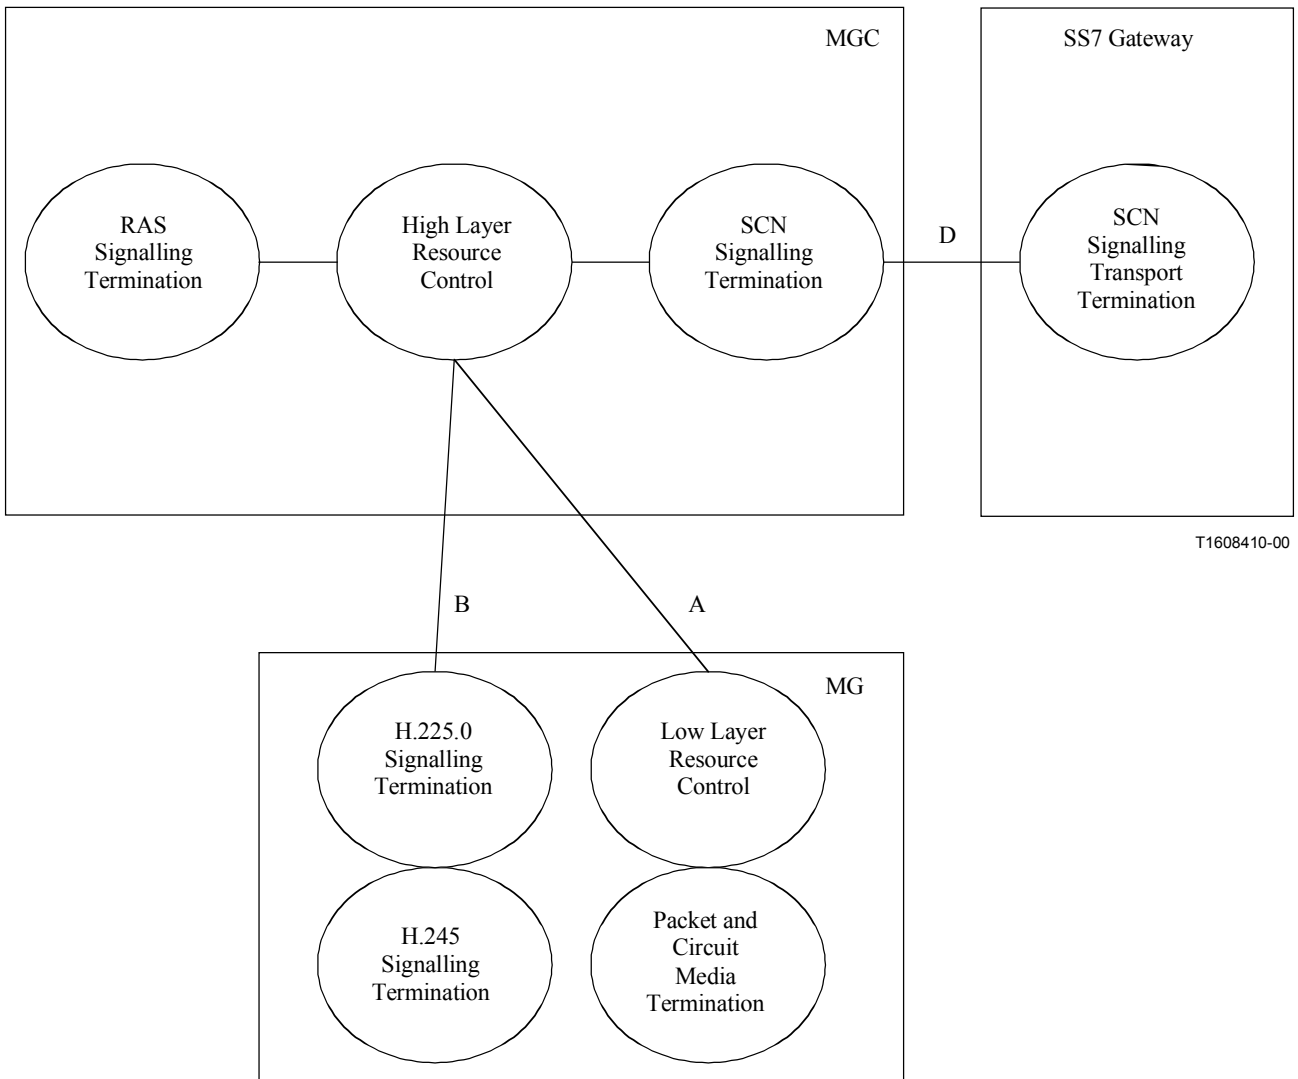 MGC
SS7 Gateway
RAS
Signalling
Termination
High Layer
Resource
Control
SCN
Signalling
Termination
D
SCN
Signalling
Transport
Termination
T1608410-00
B
A
MG
H.225.0
Signalling
Termination
Low Layer
Resource
Control
H.245
Signalling
Termination
Packet and
Circuit
Media
Termination